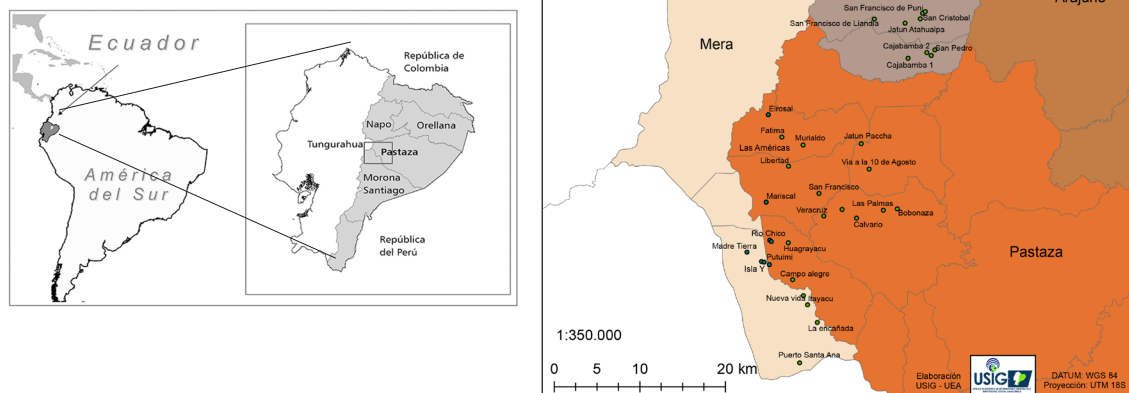 Ecuador
América
del Sur
República de
Colombia
Napo
Orellana
Tungurahua
Pastaza
Morona
Santiago
República
del Perú
Arajuno
San Francisco de Punj
San Francisco de Llandia
San Cristobal
Jatun Atahualpa
Mera
Cajabamba 2
San Pedro
Cajabamba 1
Elrosal
Fatima
Murialdo
Jatun Paccha
Las Américas
Libertad
Via a la 10 de Agosto
San Francisco
Mariscal
Las Palmas
Veracruz
Bobonaza
Calvario
Rio Chico
Madre Tierra
Huagrayacu
Putuimi
Isla Y
Campo alegre
Pastaza
Nueva vida
Itayacu
La encañada
1:350.000
Puerto Santa Ana
0 5 10 20 km
Elaboración
USIG - UEA
USIG
DATUM: WGS 84
Proyección: UTM 18S